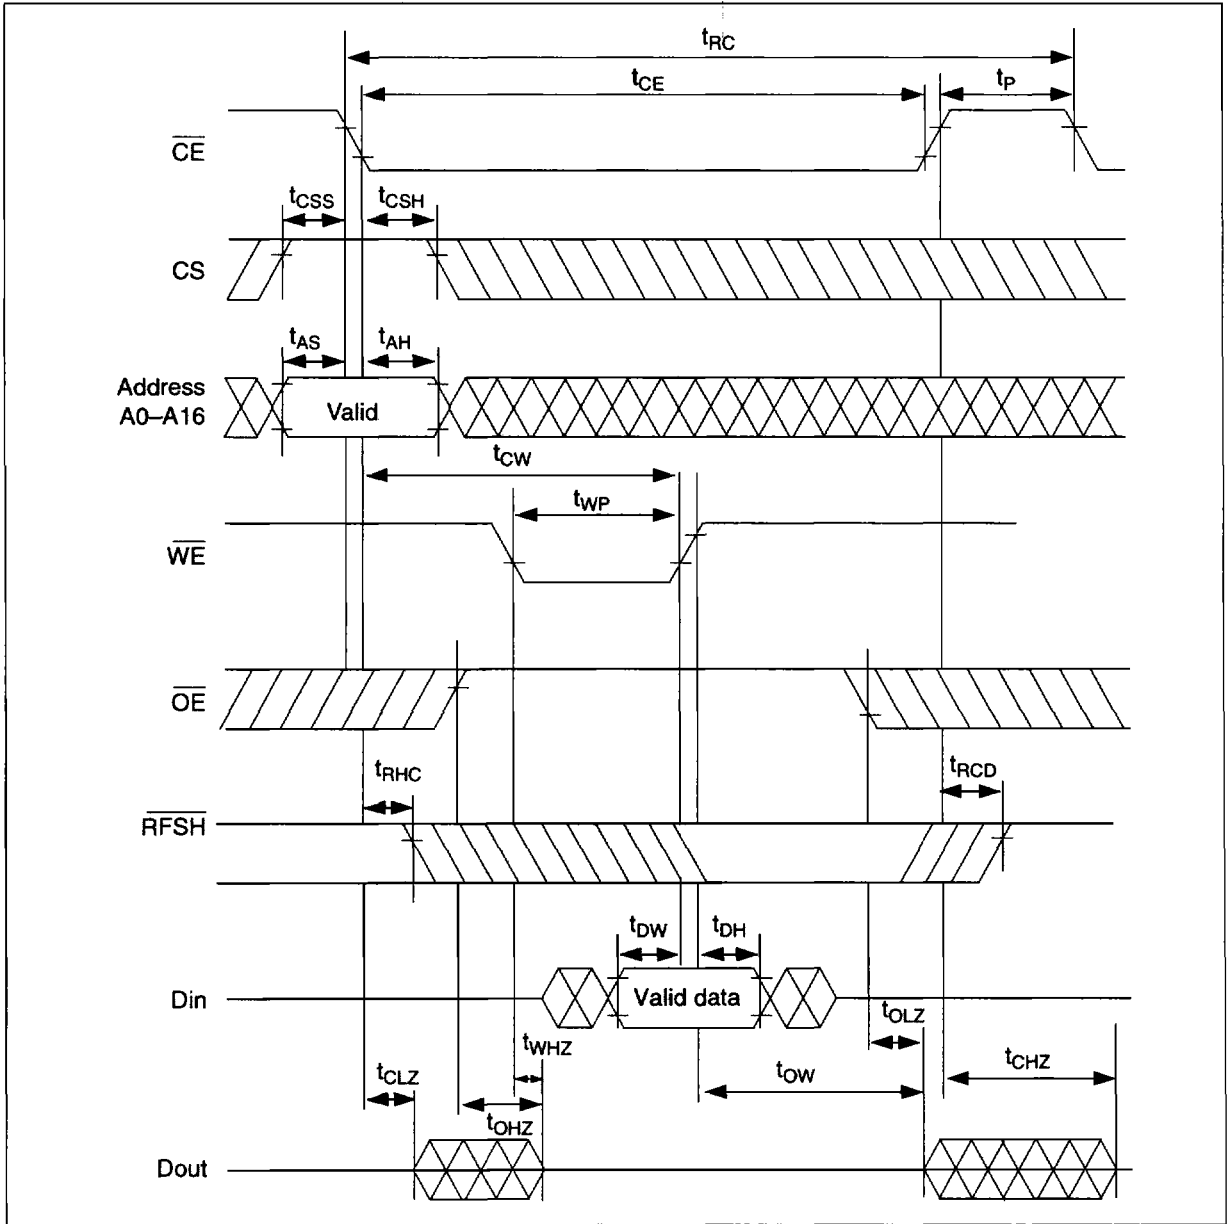 tRC
tCE
tP
CE
tCSS
tCSH
CS
tAS
tAH
Address
A0–A16
Valid
tCW
tWP
WE
OE
tRHC
tRCD
RFSH
tDW
tDH
Din
Valid data
tOLZ
tWHZ
tCHZ
tCLZ
tOW
tOHZ
Dout